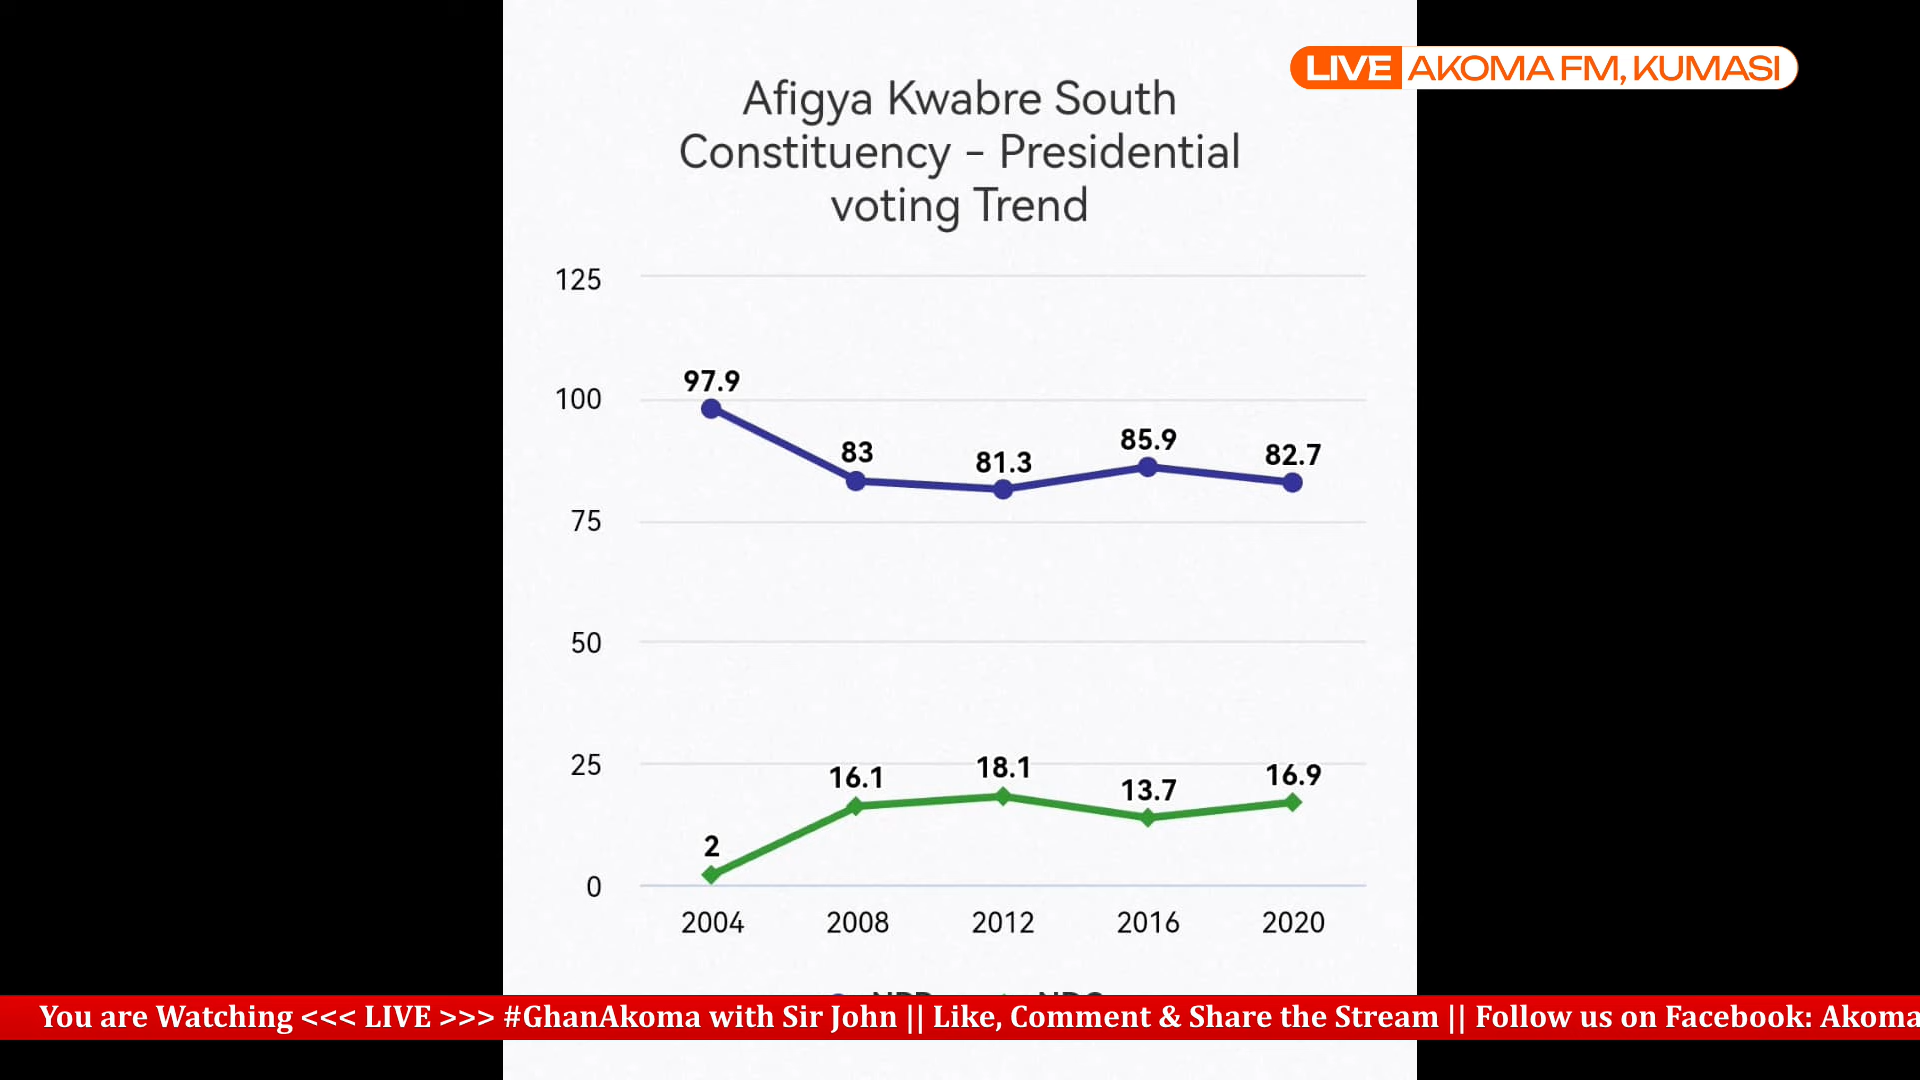 LIVE AKOMA FM, KUMASI
Afigya Kwabre South
Constituency - Presidential
voting Trend
125
100
75
50
25
0
97.9
83
81.3
85.9
82.7
2
16.1
18.1
13.7
16.9
2004 2008 2012 2016 2020
You are Watching <<< LIVE >>> #GhanAkoma with Sir John || Like, Comment & Share the Stream || Follow us on Facebook: Akoma